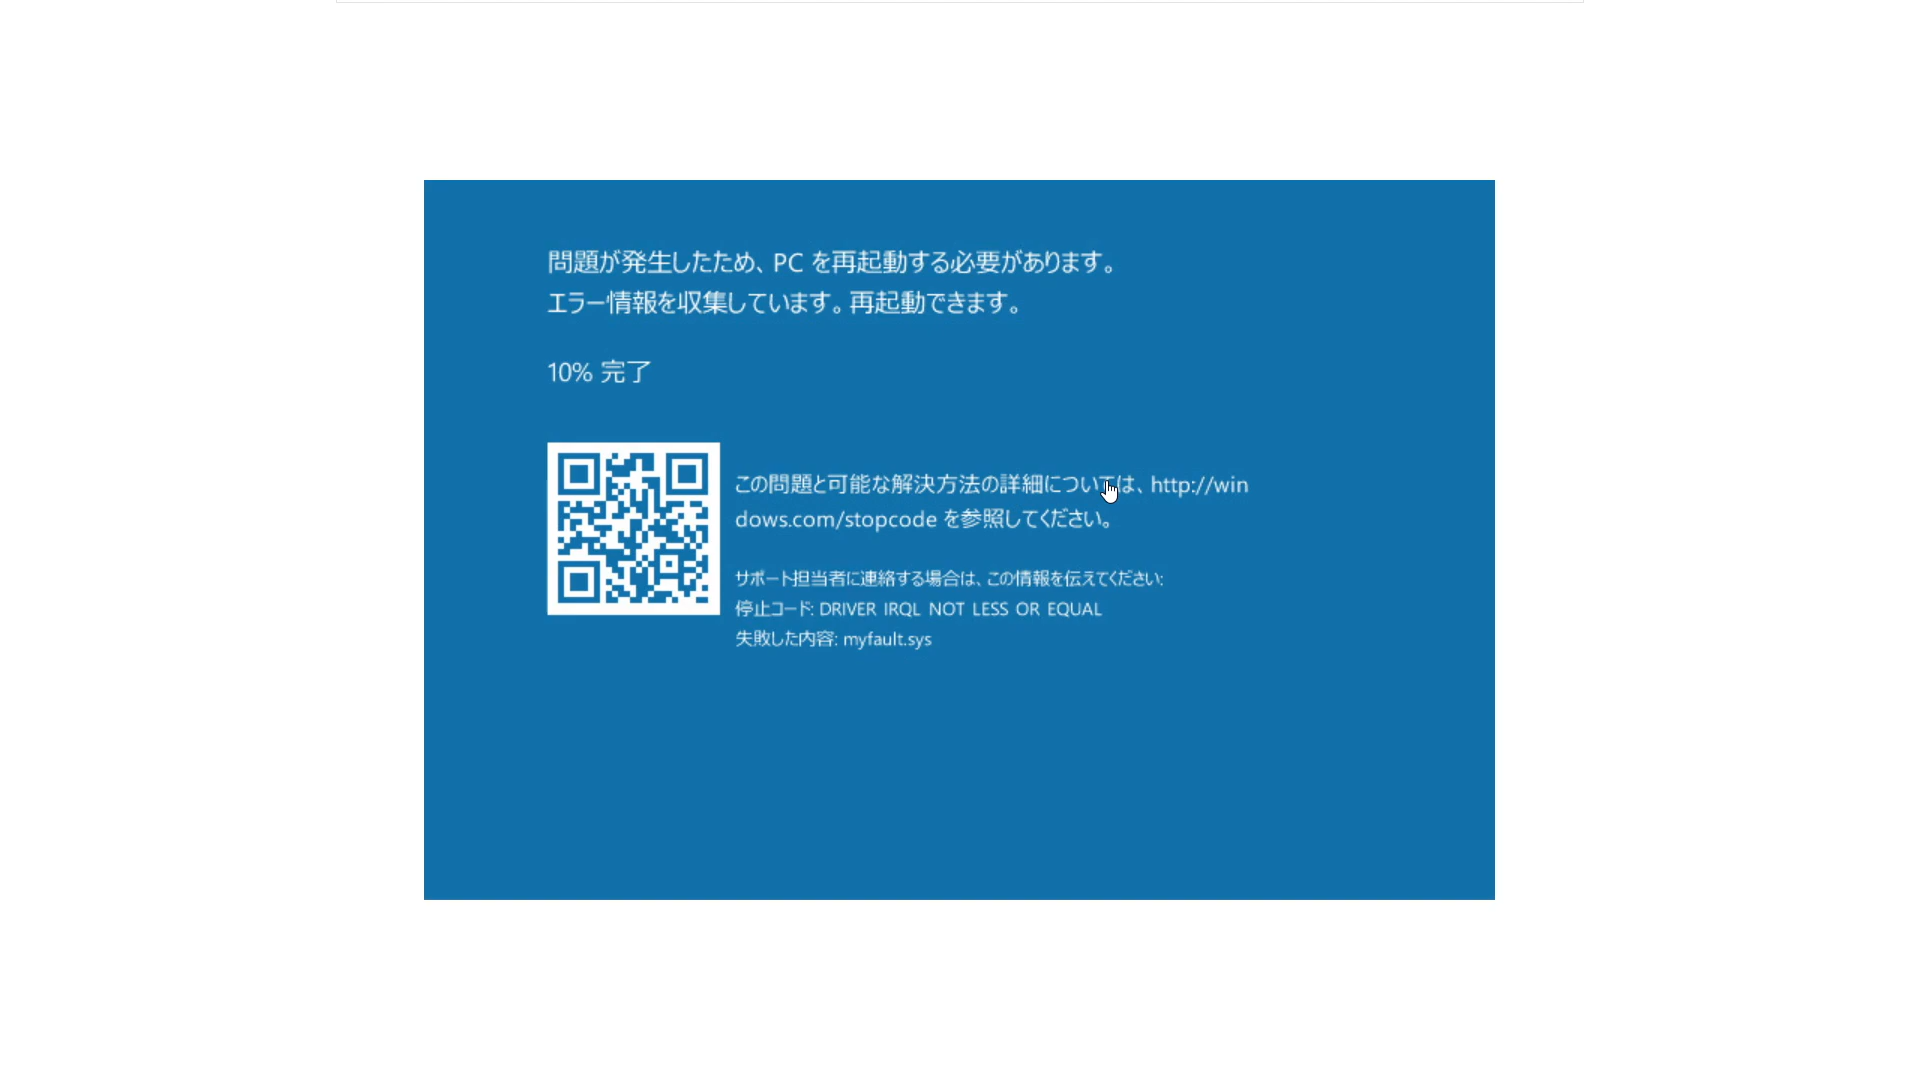 問題が発生したため、PC を再起動する必要があります。
エラー情報を収集しています。再起動できます。
10% 完了
この問題と可能な解決方法の詳細については、http://win
dows.com/stopcode を参照してください。
サポート担当者に連絡する場合は、この情報を伝えてください:
停止コード: DRIVER IRQL NOT LESS OR EQUAL
失敗した内容: myfault.sys